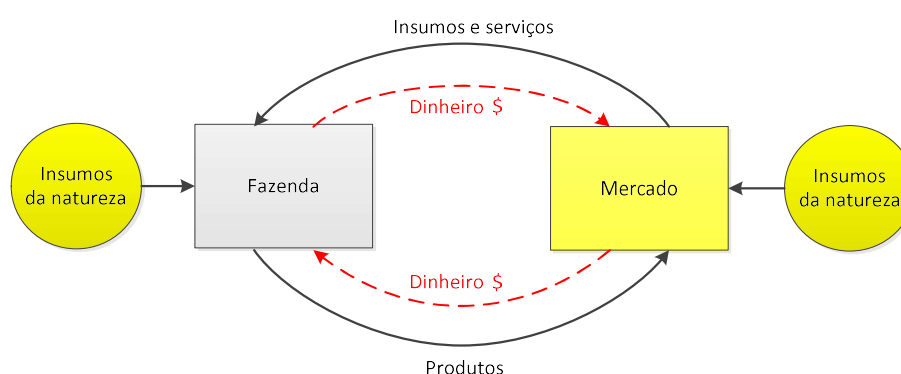 Insumos e serviços
Dinheiro $
Insumos
da natureza
Fazenda
Mercado
Insumos
da natureza
Dinheiro $
Produtos